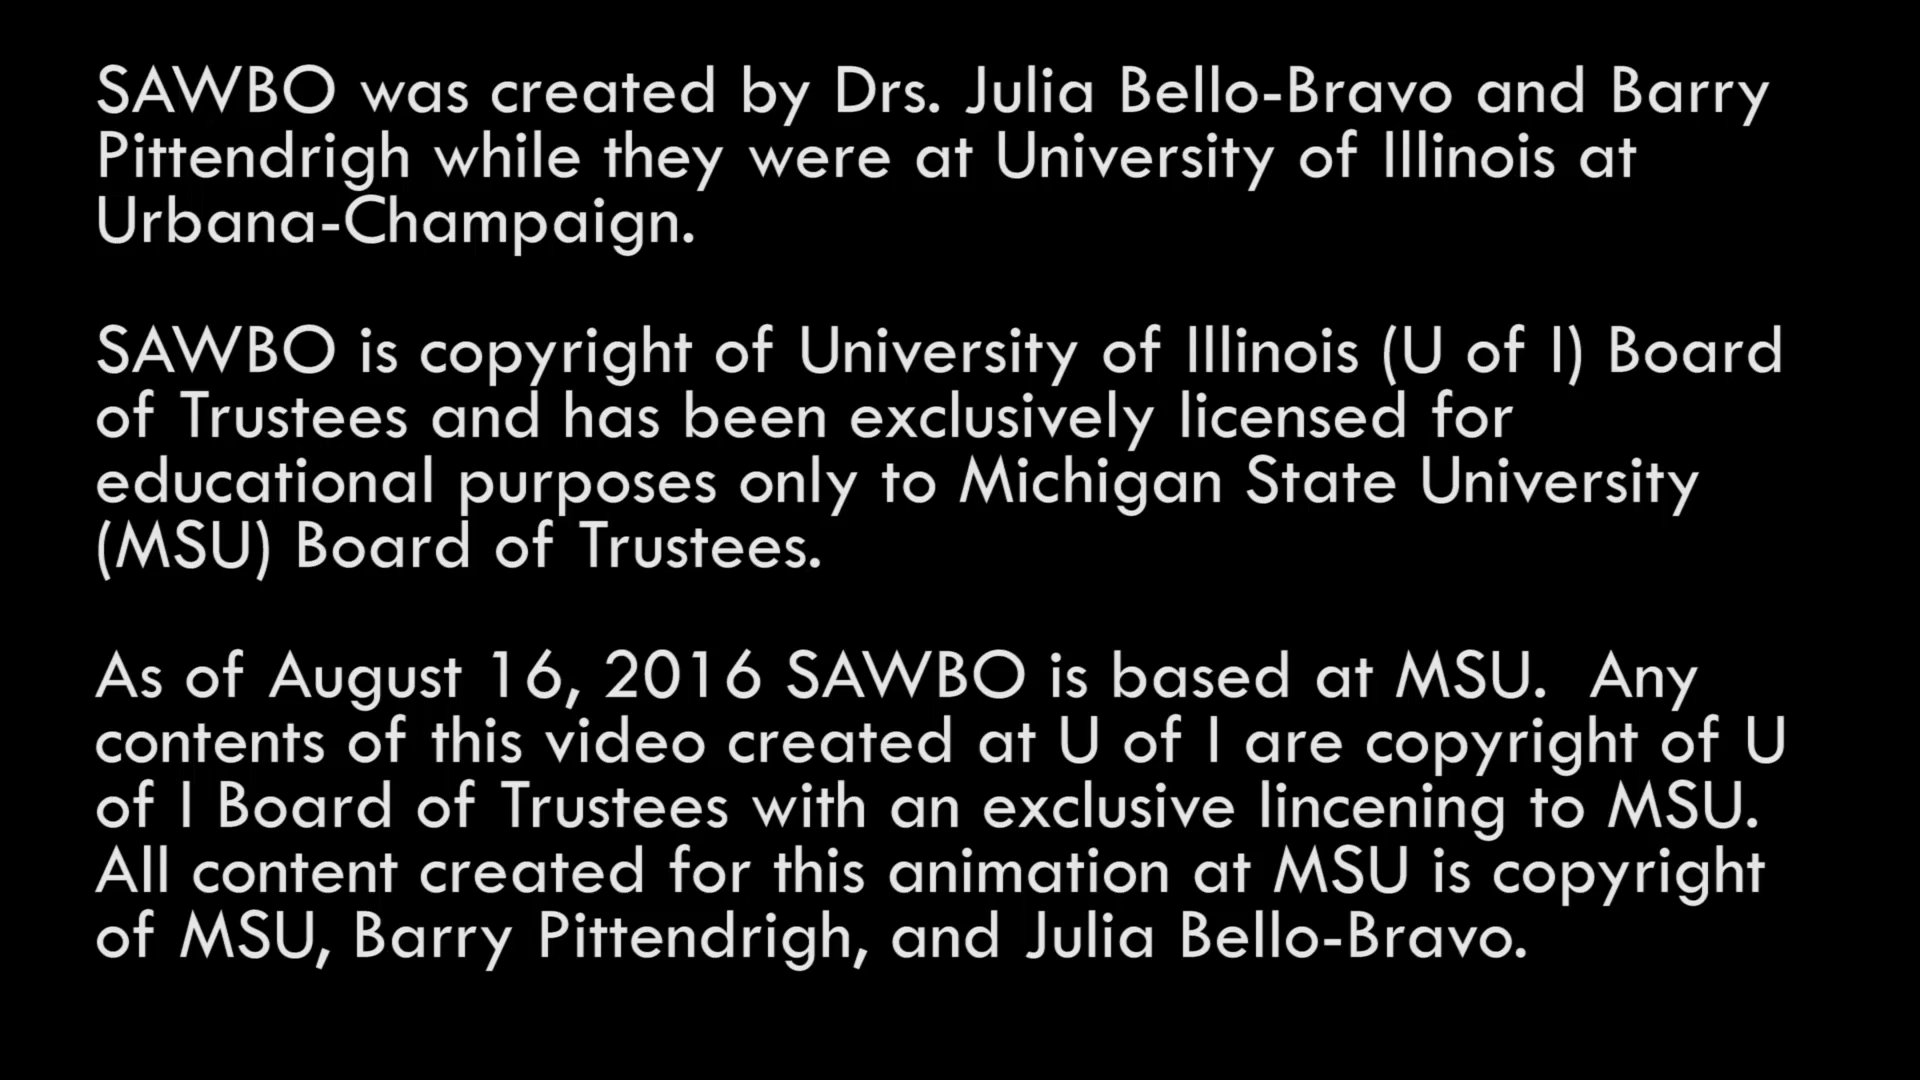 SAWBO was created by Drs. Julia Bello-Bravo and Barry
Pittendrigh while they were at University of Illinois at
Urbana-Champaign.
SAWBO is copyright of University of Illinois (U of I) Board
of Trustees and has been exclusively licensed for
educational purposes only to Michigan State University
(MSU) Board of Trustees.
As of August 16, 2016 SAWBO is based at MSU.  Any
contents of this video created at U of I are copyright of U
of I Board of Trustees with an exclusive lincening to MSU.
All content created for this animation at MSU is copyright
of MSU, Barry Pittendrigh, and Julia Bello-Bravo.